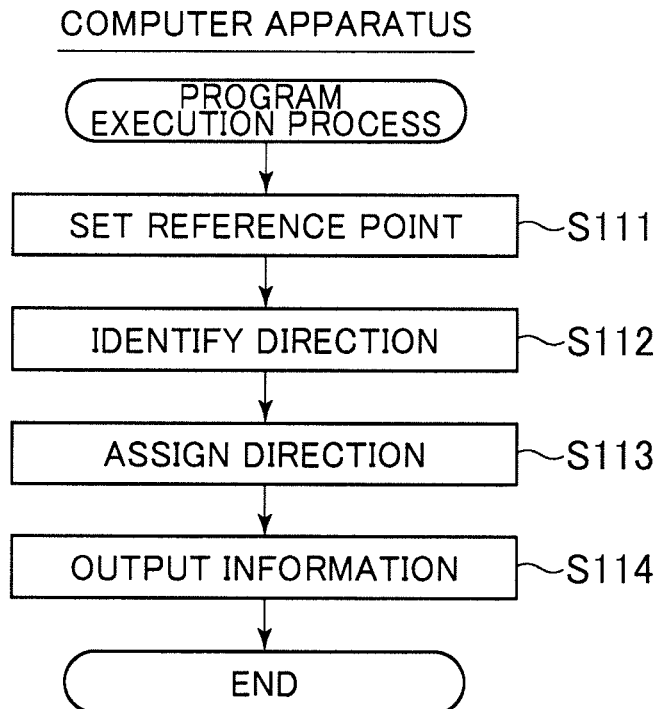 COMPUTER APPARATUS
PROGRAM
EXECUTION PROCESS
SET REFERENCE POINT
S111
IDENTIFY DIRECTION
S112
ASSIGN DIRECTION
S113
OUTPUT INFORMATION
S114
END